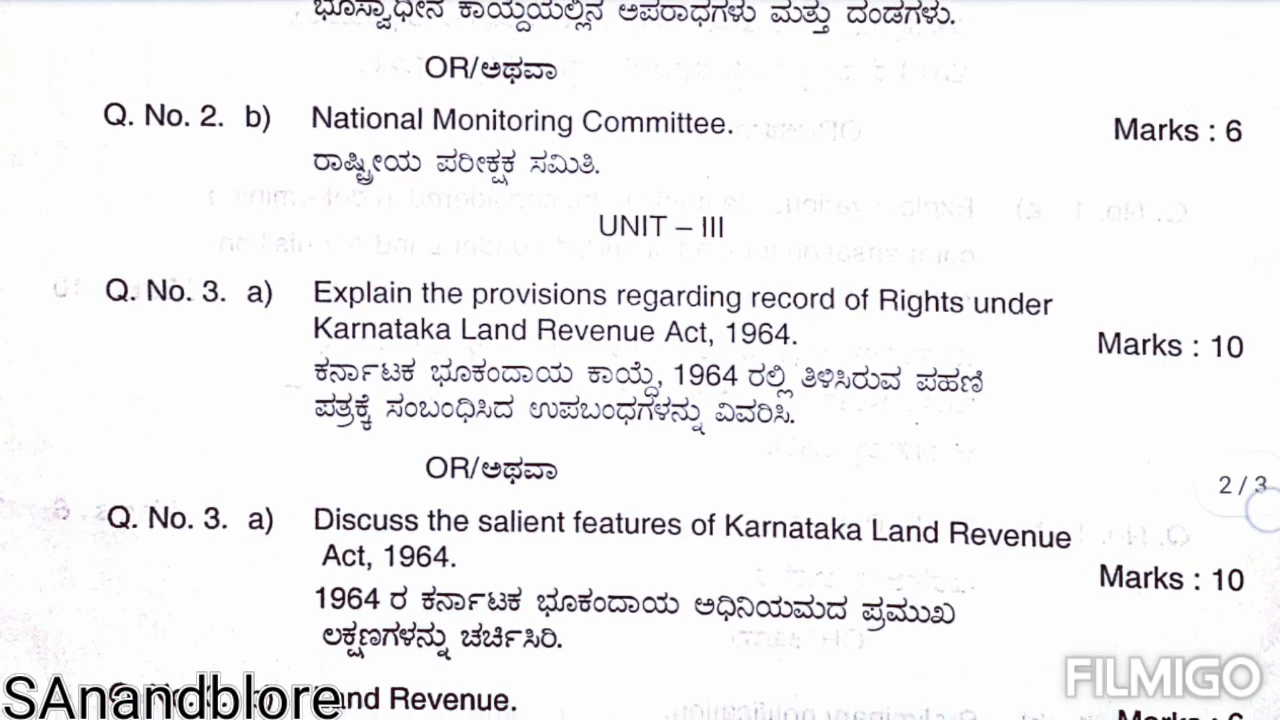 ಭೂಸ್ವಾಧೀನ ಕಾಯ್ದೆಯಲ್ಲಿನ ಅಪರಾಧಗಳು ಮತ್ತು ದಂಡಗಳು.
OR/ಅಥವಾ
Q. No. 2. b) National Monitoring Committee. Marks : 6
ರಾಷ್ಟ್ರೀಯ ಪರೀಕ್ಷಕ ಸಮಿತಿ.
UNIT – III
Q. No. 3. a) Explain the provisions regarding record of Rights under
Karnataka Land Revenue Act, 1964. Marks : 10
ಕರ್ನಾಟಕ ಭೂಕಂದಾಯ ಕಾಯ್ದೆ, 1964 ರಲ್ಲಿ ತಿಳಿಸಿರುವ ಪಹಣಿ
ಪತ್ರಕ್ಕೆ ಸಂಬಂಧಿಸಿದ ಉಪಬಂಧಗಳನ್ನು ವಿವರಿಸಿ.
OR/ಅಥವಾ
2 / 3
Q. No. 3. a) Discuss the salient features of Karnataka Land Revenue
Act, 1964. Marks : 10
1964 ರ ಕರ್ನಾಟಕ ಭೂಕಂದಾಯ ಅಧಿನಿಯಮದ ಪ್ರಮುಖ
ಲಕ್ಷಣಗಳನ್ನು ಚರ್ಚಿಸಿರಿ.
FILMIGO
SAnandblore
Land Revenue.
Marks : 6